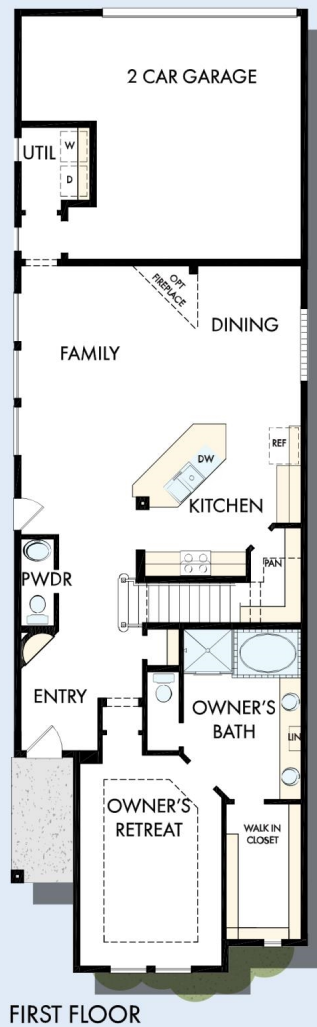 2 CAR GARAGE
UTIL
W
D
OPT
FIREPLACE
DINING
FAMILY
REF
DW
KITCHEN
PAN
PWDR
ENTRY
OWNER'S
BATH
LIN
OWNER'S
RETREAT
WALK IN
CLOSET
FIRST FLOOR